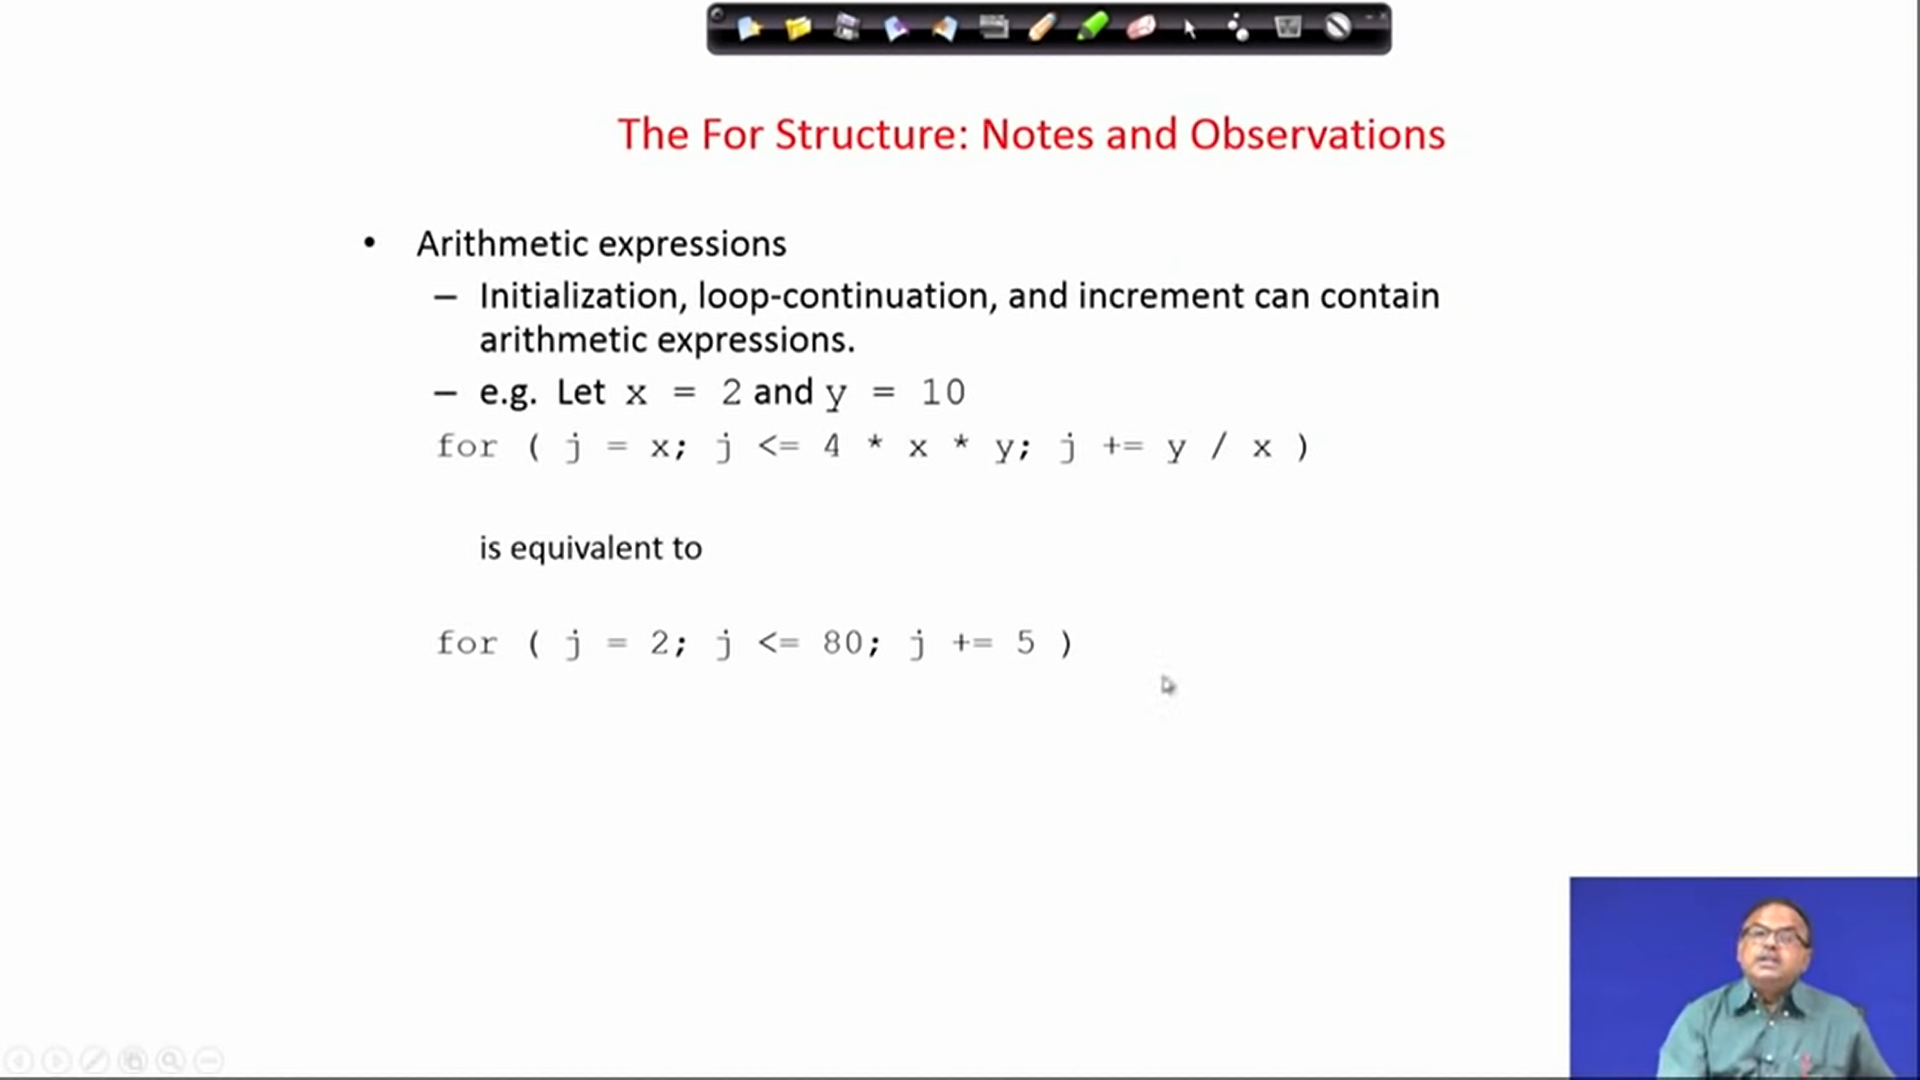 The For Structure: Notes and Observations
• Arithmetic expressions
– Initialization, loop-continuation, and increment can contain
arithmetic expressions.
– e.g. Let x = 2 and y = 10
for ( j = x; j <= 4 * x * y; j += y / x )
is equivalent to
for ( j = 2; j <= 80; j += 5 )